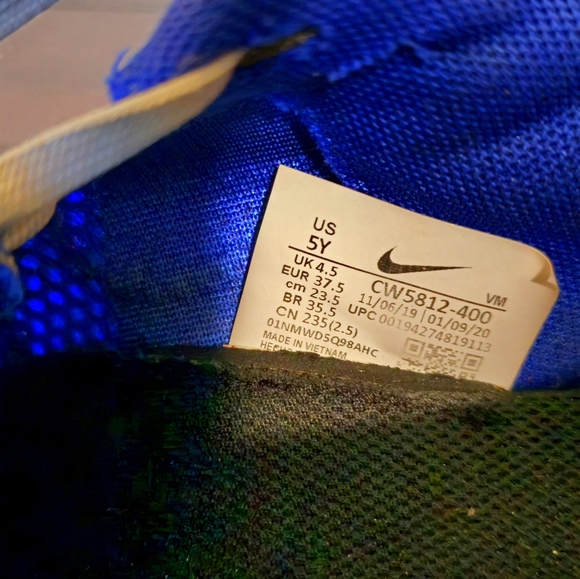 US
5Y
UK 4.5
EUR 37.5
cm 23.5
BR 35.5
CN 235(2.5)
01NMWDSQ98AHC
MADE IN VIETNAM
CW5812-400 VM
11/06/19 | 01/09/20
UPC 00194274819113